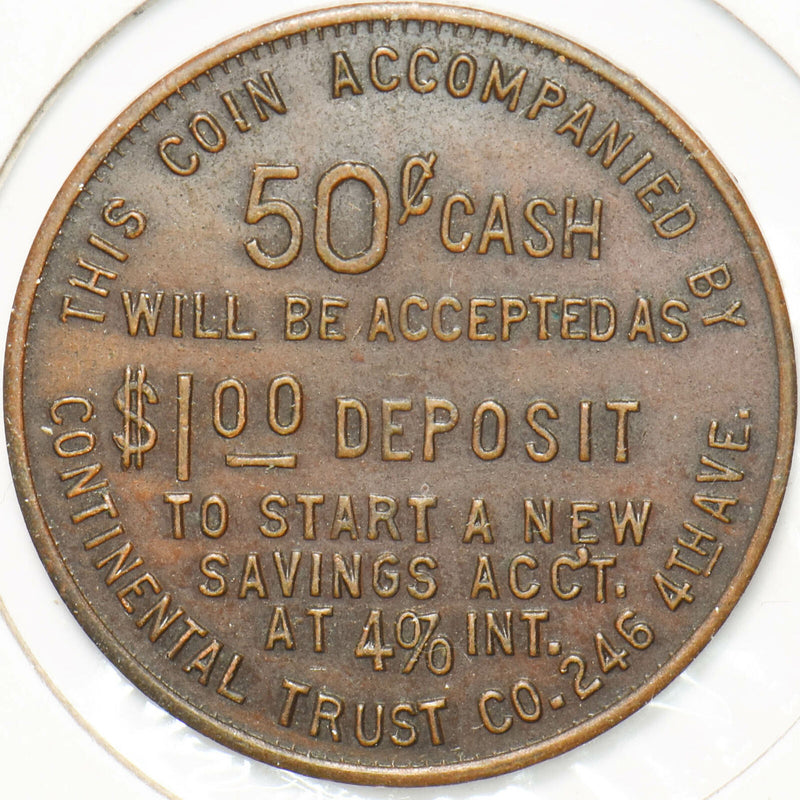 THIS COIN ACCOMPANIED BY
50¢ CASH
WILL BE ACCEPTED AS
$1.00 DEPOSIT
TO START A NEW
SAVINGS ACCT.
AT 4% INT.
CONTINENTAL TRUST CO. 246 4TH AVE.